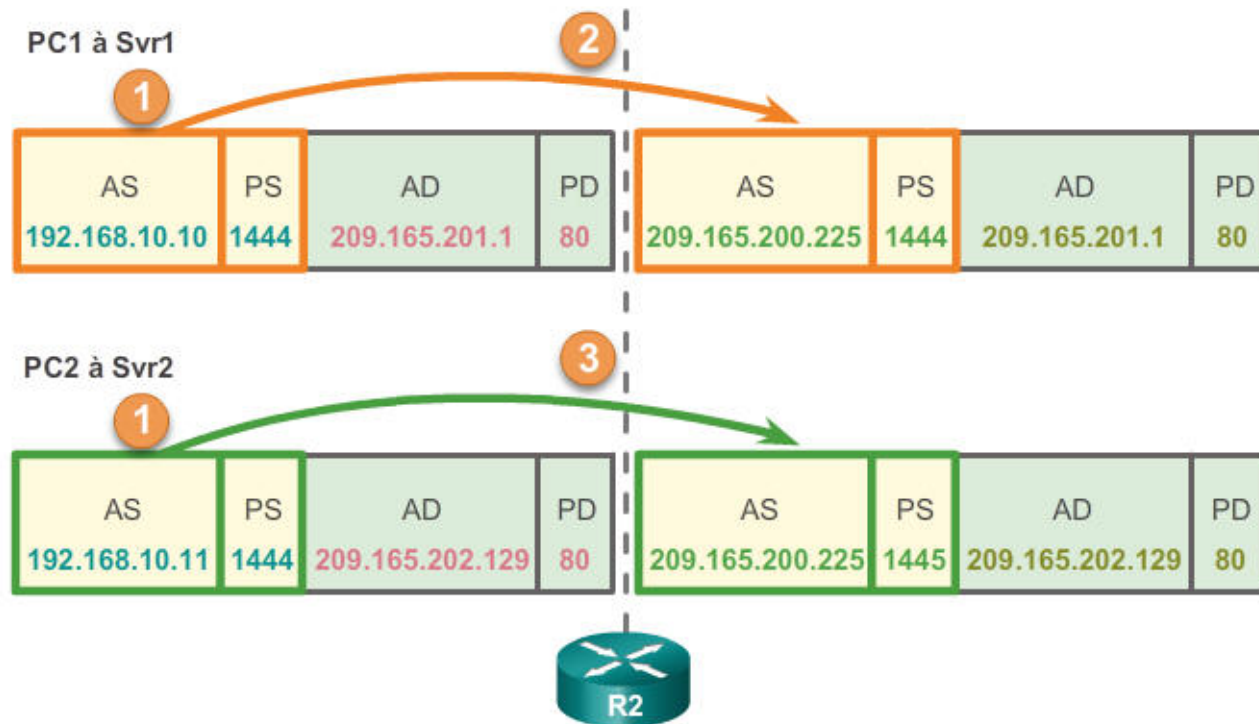 PC1 à Svr1
1
2
AS PS AD PD AS PS AD PD
192.168.10.10 1444 209.165.201.1 80 209.165.200.225 1444 209.165.201.1 80
PC2 à Svr2
1
3
AS PS AD PD AS PS AD PD
192.168.10.11 1444 209.165.202.129 80 209.165.200.225 1445 209.165.202.129 80
R2